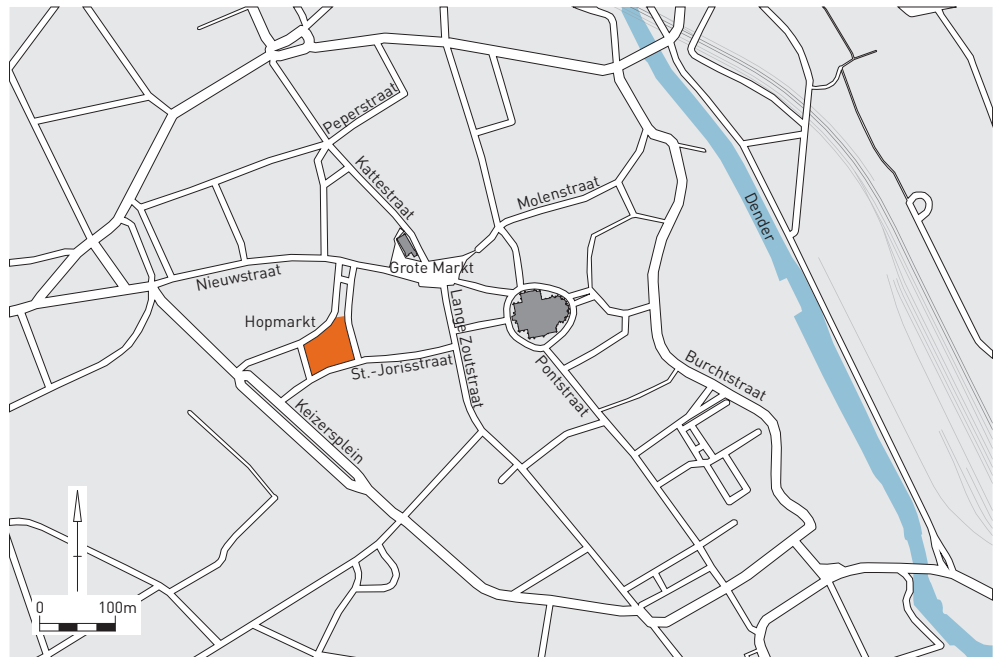 Peperstraat
Kattestraat
Molenstraat
Dender
Grote Markt
Nieuwstraat
Hopmarkt
Lange Zoutstraat
St.-Jorisstraat
Pontstraat
Burchtstraat
Keizersplein
0 100m